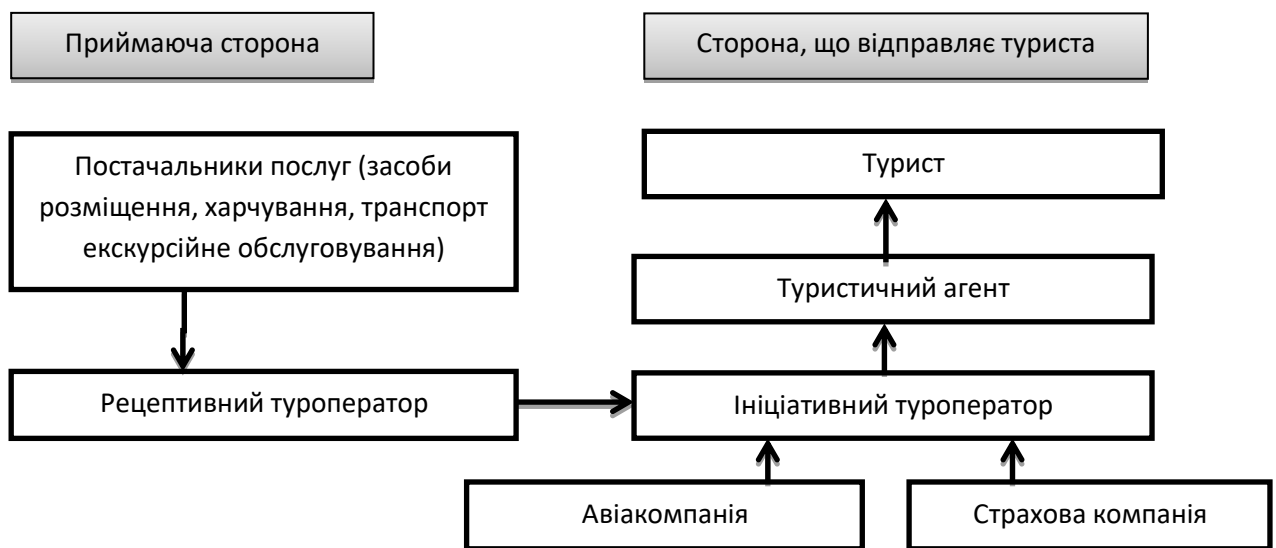 Приймаюча сторона
Сторона, що відправляє туриста
Постачальники послуг (засоби
розміщення, харчування, транспорт
екскурсійне обслуговування)
Турист
Туристичний агент
Рецептивний туроператор
Ініціативний туроператор
Авіакомпанія
Страхова компанія